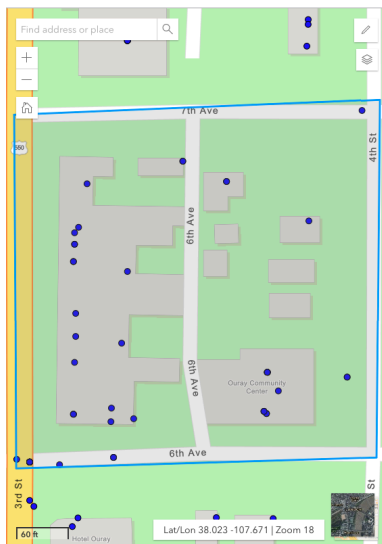 Find address or place
+
−
7th Ave
550
4th St
6th Ave
6th Ave
Ouray Community
Center
6th Ave
3rd St
St
60 ft
Hotel Ouray
Lat/Lon 38.023 -107.671 | Zoom 18